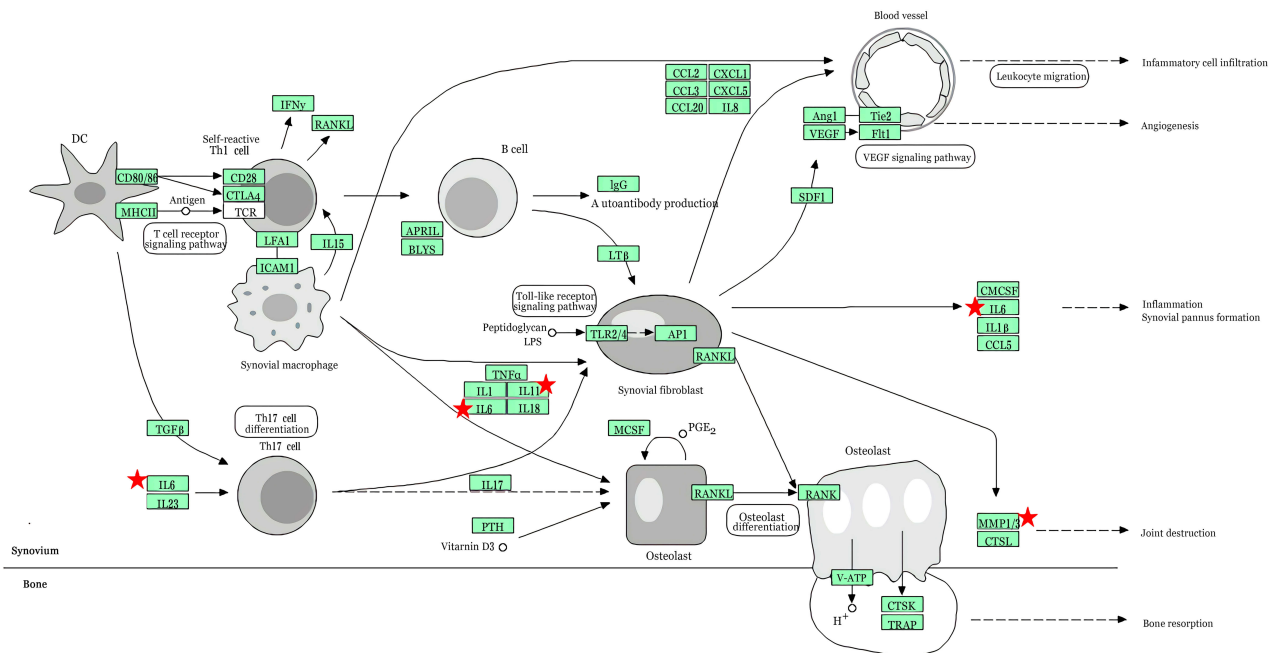 Blood vessel
CCL2 CXCL1
CCL3 CXCL5
CCL20 IL8
Leukocyte migration
Infammatory cell infiltration
Ang1 Tie2
VEGF Flt1
Angiogenesis
VEGF signaling pathway
SDF1
IFNγ
RANKL
DC
Self-reactive
Th1 cell
CD80/86
CD28
CTLA4
MHCII
Antigen
TCR
T cell receptor
signaling pathway
LFA1
IL15
ICAM1
Synovial macrophage
B cell
APRIL
BLYS
IgG
A utoantibody production
LTβ
Toll-like receptor
signaling pathway
Peptidoglycan
LPS
TLR2/4
AP1
RANKL
Synovial fibroblast
CMCSF
IL6
IL1β
CCL5
Inflammation
Synovial pannus formation
TNFα
IL1 IL11
IL6 IL18
TGFβ
Th17 cell
differentiation
Th17 cell
IL6
IL23
IL17
PTH
Vitarnin D3
MCSF
PGE2
RANKL
Osteolast
RANK
Osteolast
differentiation
Osteolast
MMP1/3
CTSL
Joint destruction
Synovium
Bone
V-ATP
H+
CTSK
TRAP
Bone resorption